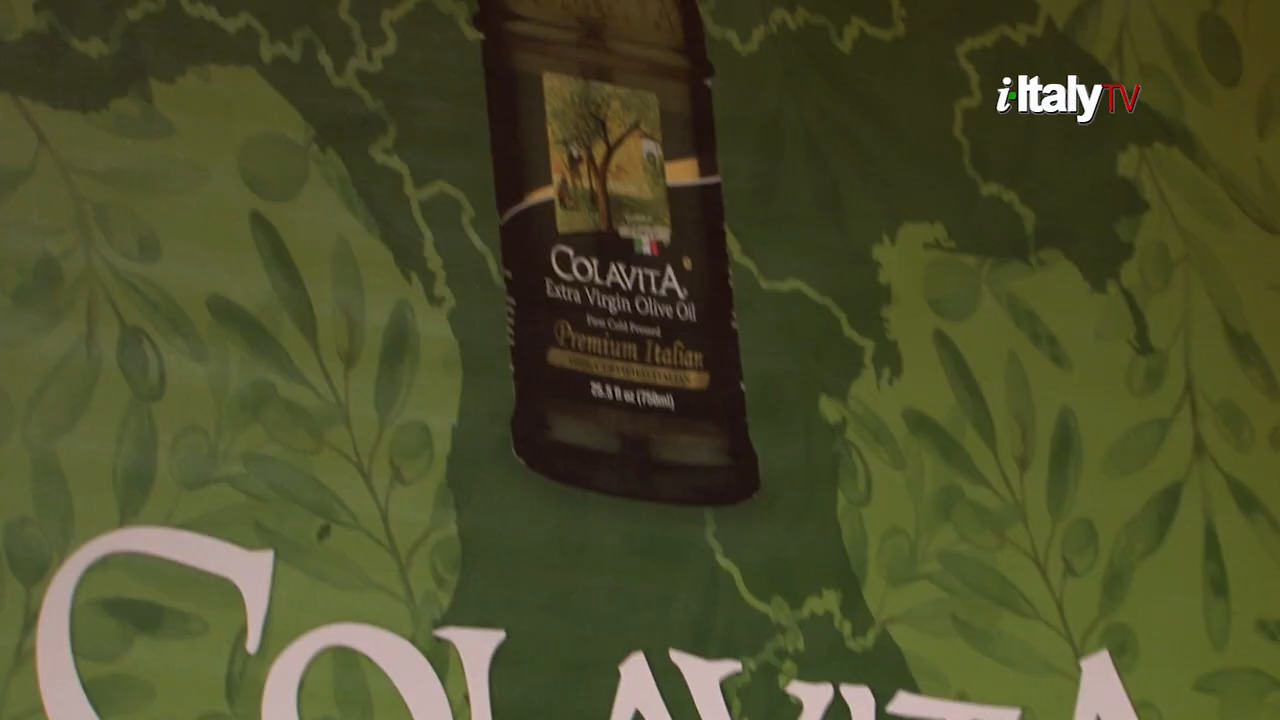 i-ItalyTV
COLAVITA
Extra Virgin Olive Oil
First Cold Pressed
Premium Italian
25.5 fl oz (750ml)
COLAVITA